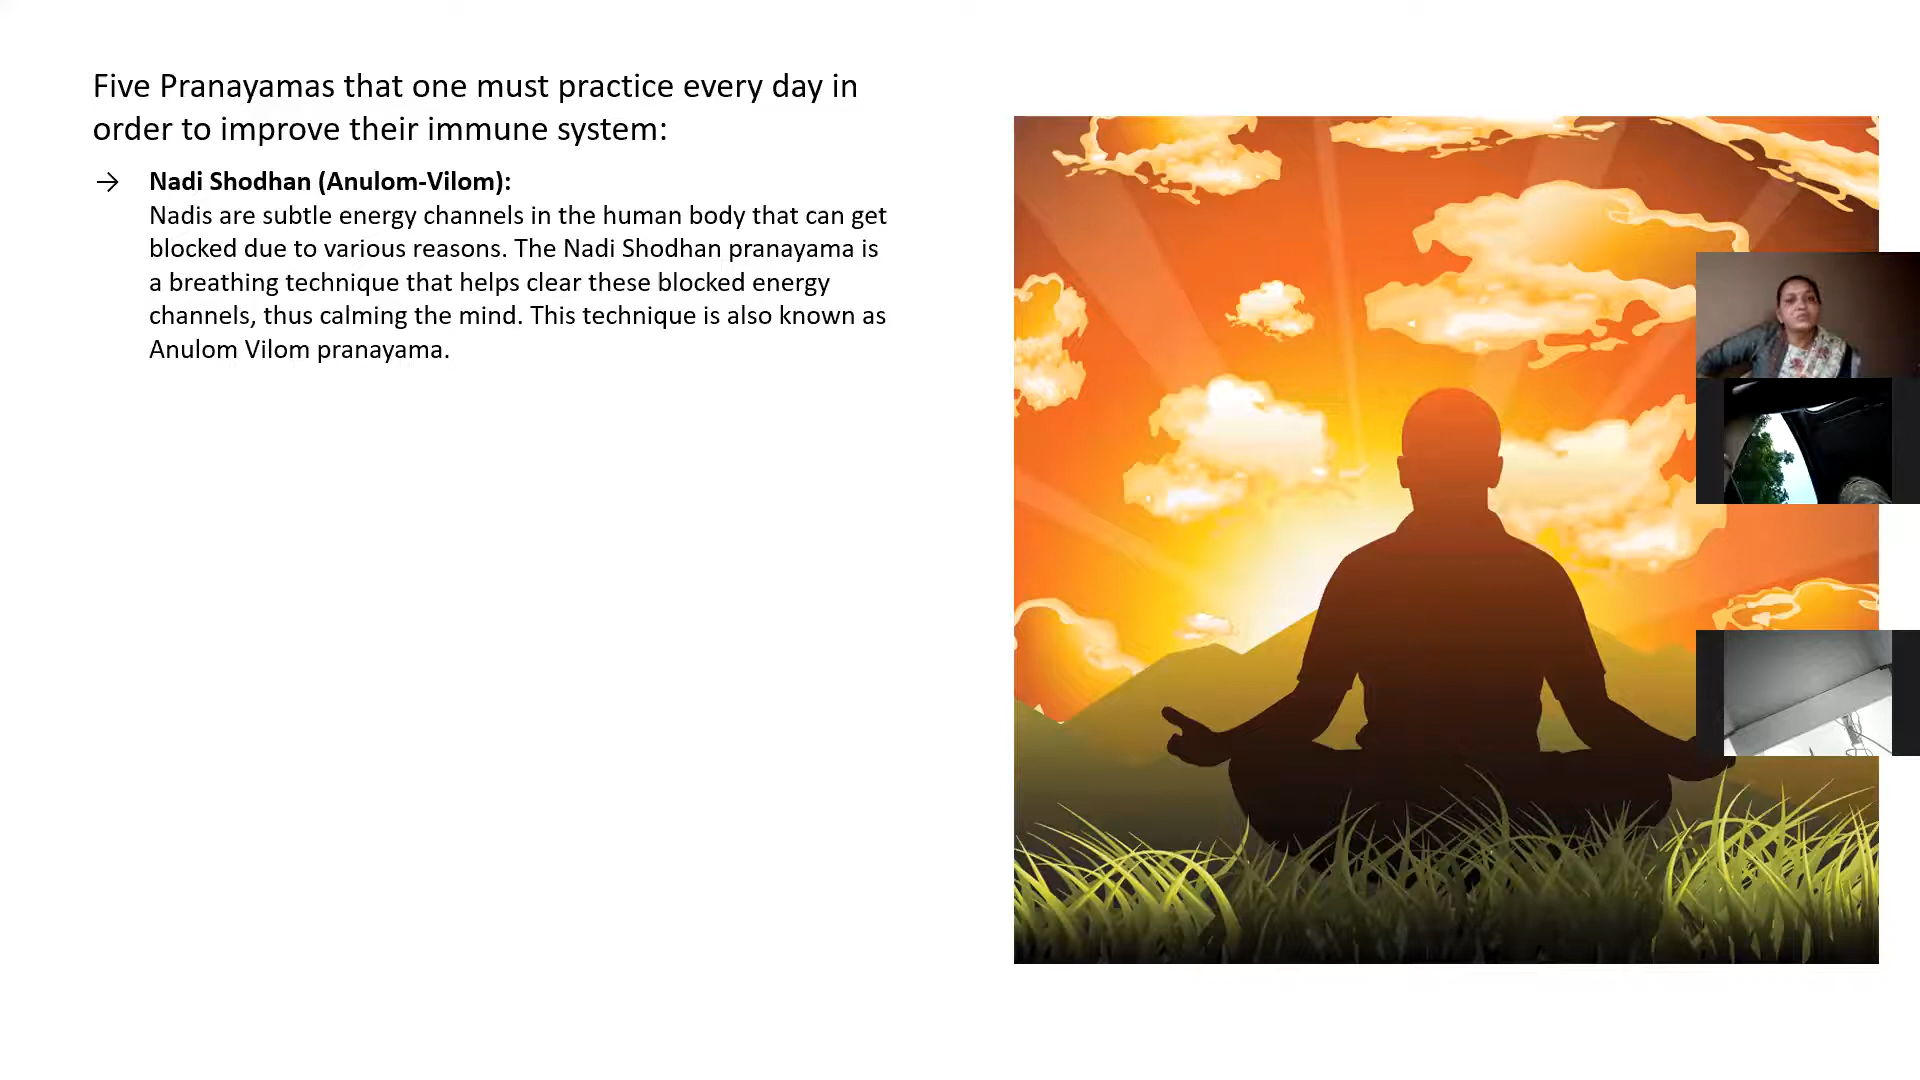 Five Pranayamas that one must practice every day in
order to improve their immune system:
→ Nadi Shodhan (Anulom-Vilom):
Nadis are subtle energy channels in the human body that can get
blocked due to various reasons. The Nadi Shodhan pranayama is
a breathing technique that helps clear these blocked energy
channels, thus calming the mind. This technique is also known as
Anulom Vilom pranayama.